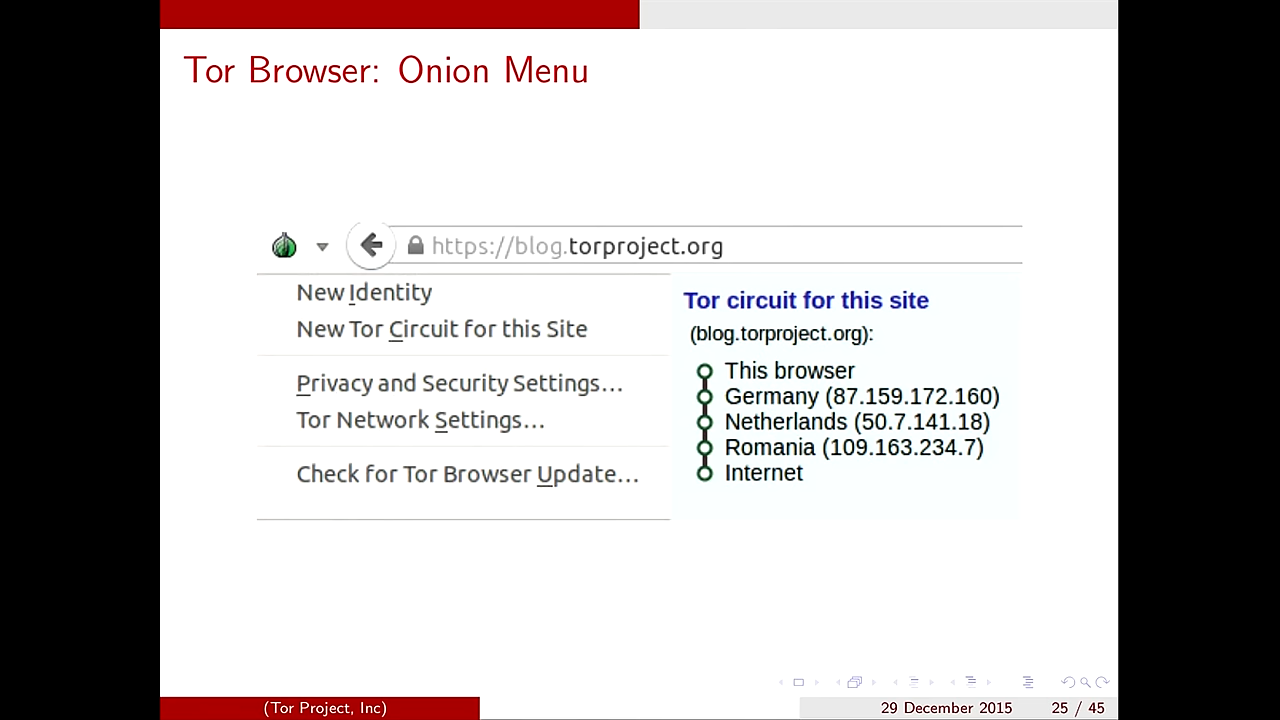 Tor Browser: Onion Menu
https://blog.torproject.org
New Identity
New Tor Circuit for this Site
Privacy and Security Settings...
Tor Network Settings...
Check for Tor Browser Update...
Tor circuit for this site
(blog.torproject.org):
This browser
Germany (87.159.172.160)
Netherlands (50.7.141.18)
Romania (109.163.234.7)
Internet
(Tor Project, Inc)
29 December 2015
25 / 45